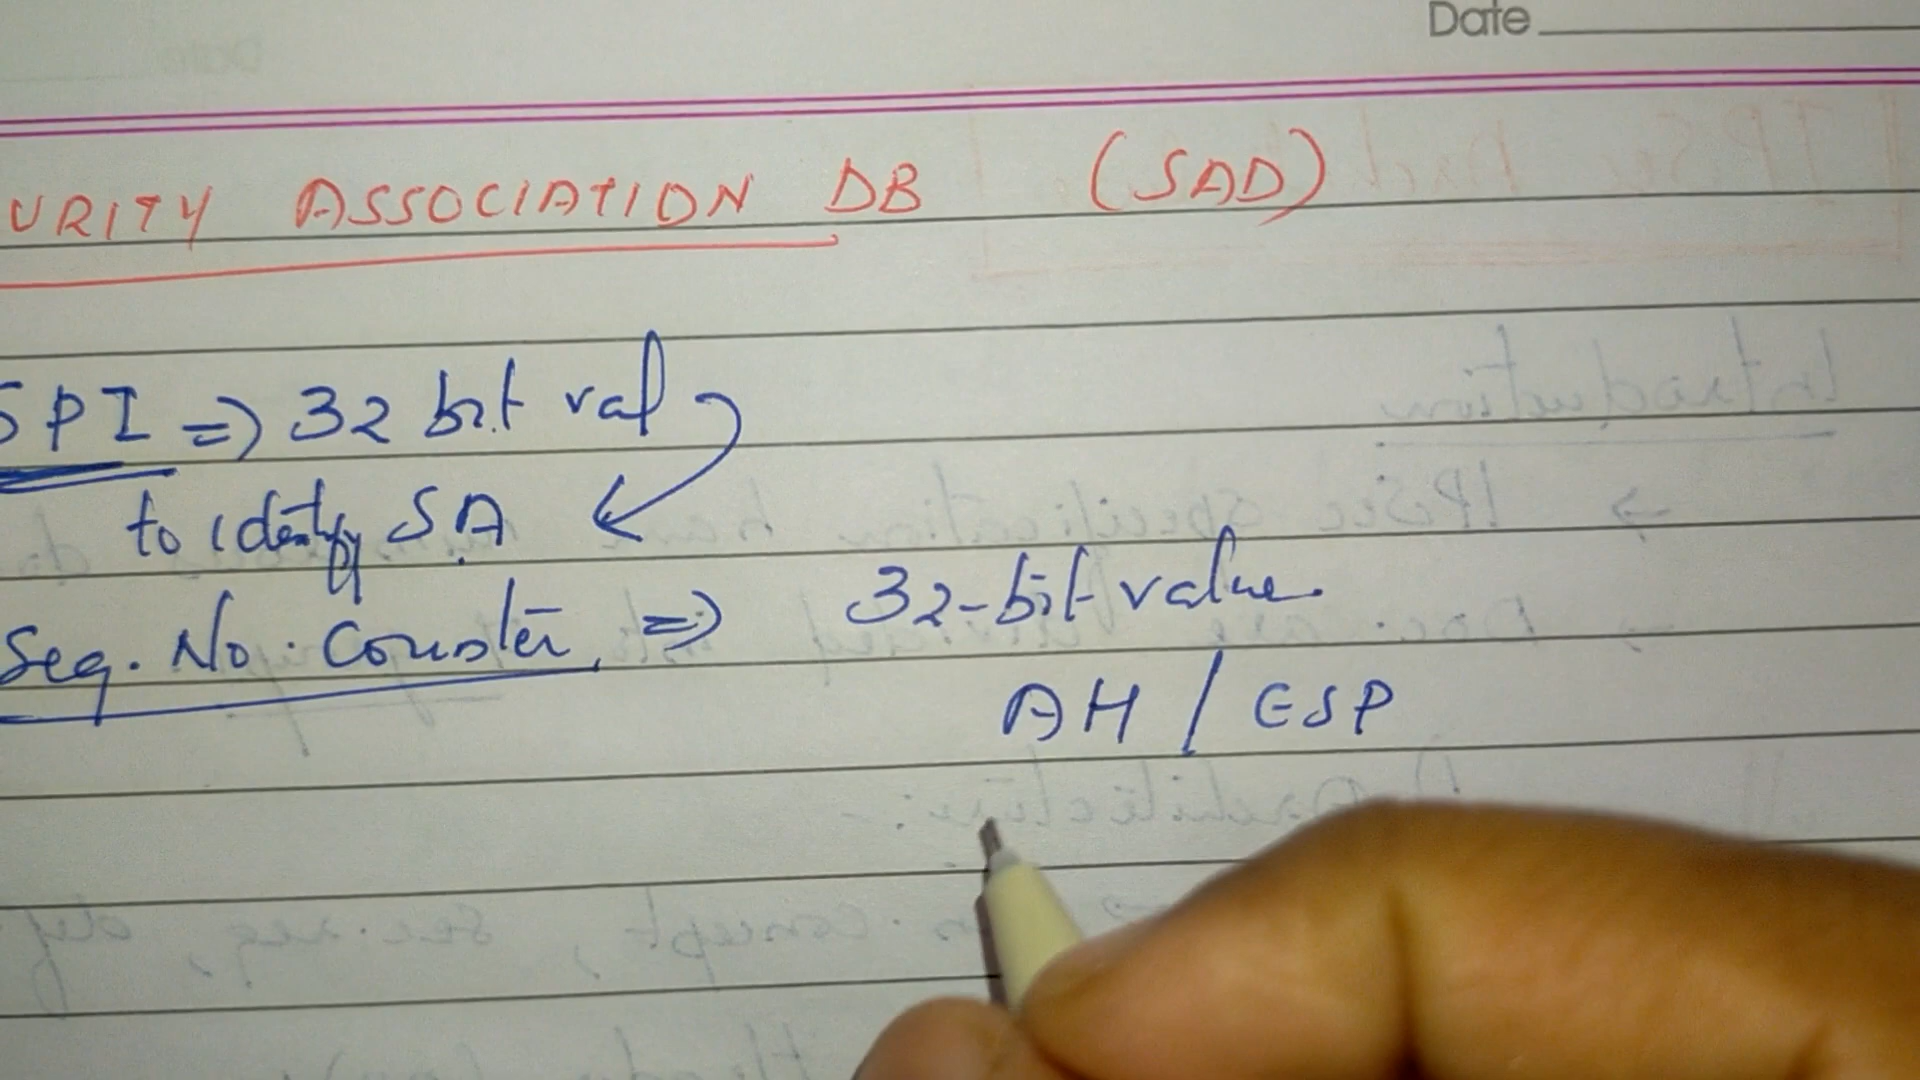 Date
URITY ASSOCIATION DB (SAD)
SPI => 32 bit val
to identify SA
Seq. No. Counter => 32-bit value.
AH / ESP